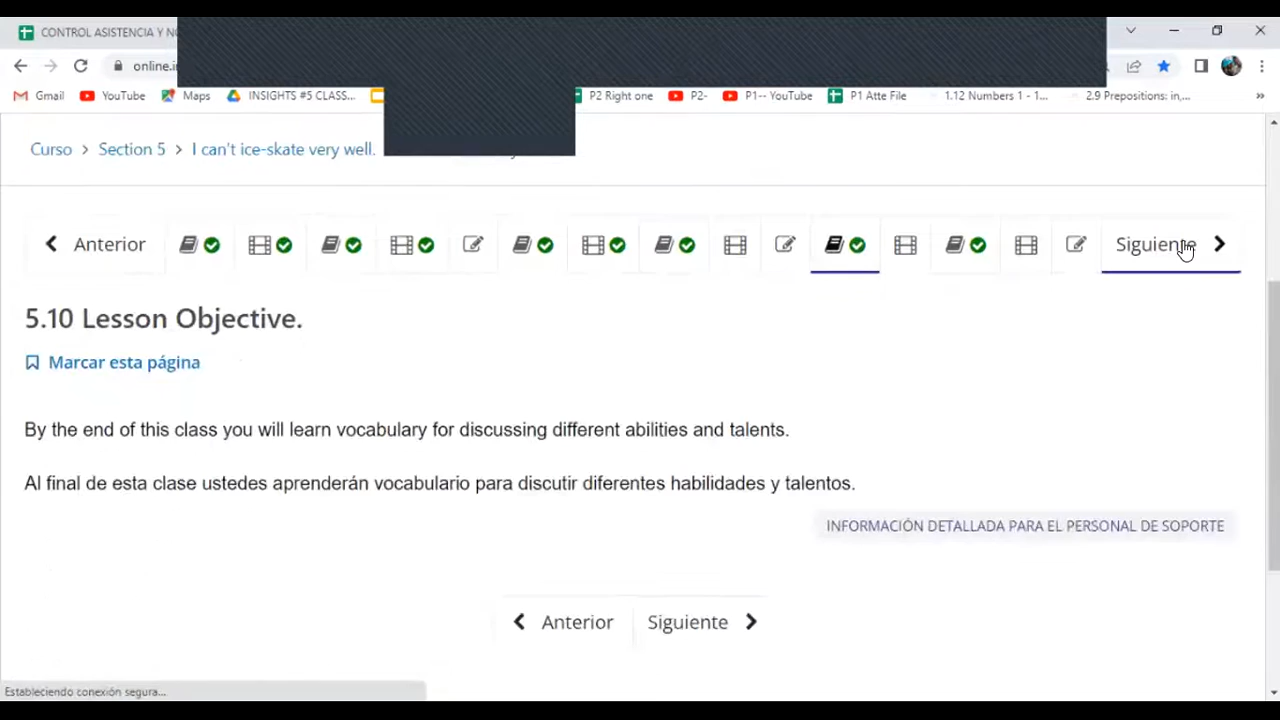 CONTROL ASISTENCIA Y
online.i
Gmail YouTube Maps INSIGHTS #5 CLASS... P2 Right one P2- P1-- YouTube P1 Atte File 1.12 Numbers 1 - 1... 2.9 Prepositions: in,... »
Curso > Section 5 > I can't ice-skate very well.
Anterior Siguiente
5.10 Lesson Objective.
Marcar esta página
By the end of this class you will learn vocabulary for discussing different abilities and talents.
Al final de esta clase ustedes aprenderán vocabulario para discutir diferentes habilidades y talentos.
INFORMACIÓN DETALLADA PARA EL PERSONAL DE SOPORTE
Anterior Siguiente
Estableciendo conexión segura...